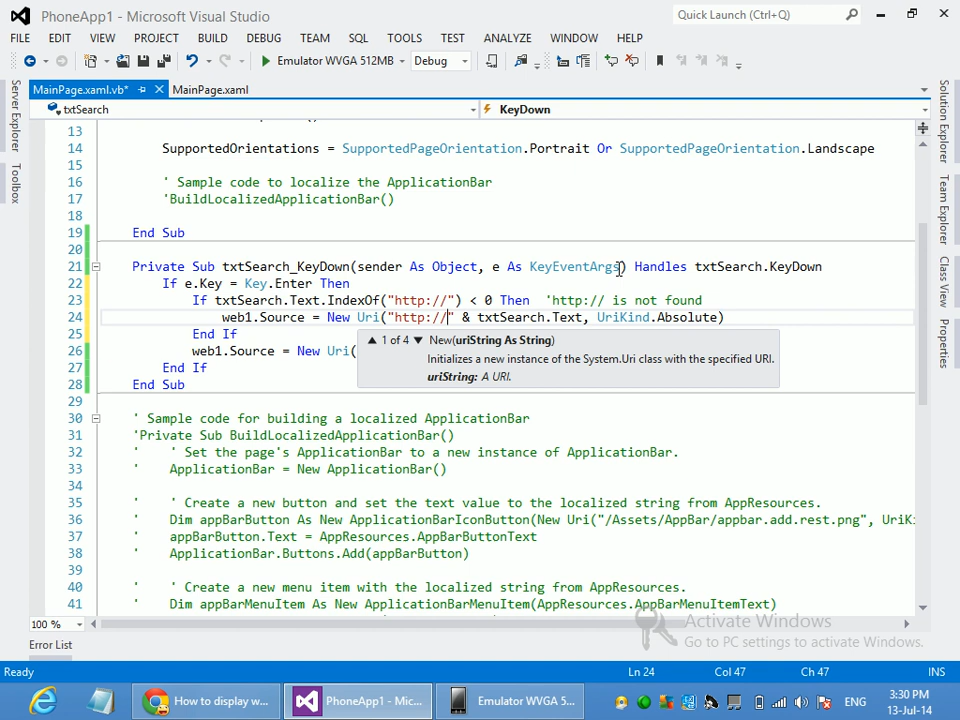 PhoneApp1 - Microsoft Visual Studio
Quick Launch (Ctrl+Q)
FILE EDIT VIEW PROJECT BUILD DEBUG TEAM SQL TOOLS TEST ANALYZE WINDOW HELP
Emulator WVGA 512MB Debug
MainPage.xaml.vb* MainPage.xaml
txtSearch KeyDown
Server Explorer
Toolbox
Solution Explorer
Team Explorer
Class View
Properties
13
14 SupportedOrientations = SupportedPageOrientation.Portrait Or SupportedPageOrientation.Landscape
15
16 ' Sample code to localize the ApplicationBar
17 'BuildLocalizedApplicationBar()
18
19 End Sub
20
21 Private Sub txtSearch_KeyDown(sender As Object, e As KeyEventArgs) Handles txtSearch.KeyDown
22 If e.Key = Key.Enter Then
23 If txtSearch.Text.IndexOf("http://") < 0 Then 'http:// is not found
24 web1.Source = New Uri("http://" & txtSearch.Text, UriKind.Absolute)
25 End If
26 web1.Source = New Uri(
27 End If
28 End Sub
1 of 4 New(uriString As String)
Initializes a new instance of the System.Uri class with the specified URI.
uriString: A URI.
29
30 ' Sample code for building a localized ApplicationBar
31 'Private Sub BuildLocalizedApplicationBar()
32 ' ' Set the page's ApplicationBar to a new instance of ApplicationBar.
33 ' ApplicationBar = New ApplicationBar()
34
35 ' ' Create a new button and set the text value to the localized string from AppResources.
36 ' Dim appBarButton As New ApplicationBarIconButton(New Uri("/Assets/AppBar/appbar.add.rest.png", UriKi
37 ' appBarButton.Text = AppResources.AppBarButtonText
38 ' ApplicationBar.Buttons.Add(appBarButton)
39
40 ' ' Create a new menu item with the localized string from AppResources.
41 ' Dim appBarMenuItem As New ApplicationBarMenuItem(AppResources.AppBarMenuItemText)
100 %
Activate Windows
Go to PC settings to activate Windows.
Error List
Ready Ln 24 Col 47 Ch 47 INS
How to display w... PhoneApp1 - Mic... Emulator WVGA 5... ENG 3:30 PM
13-Jul-14